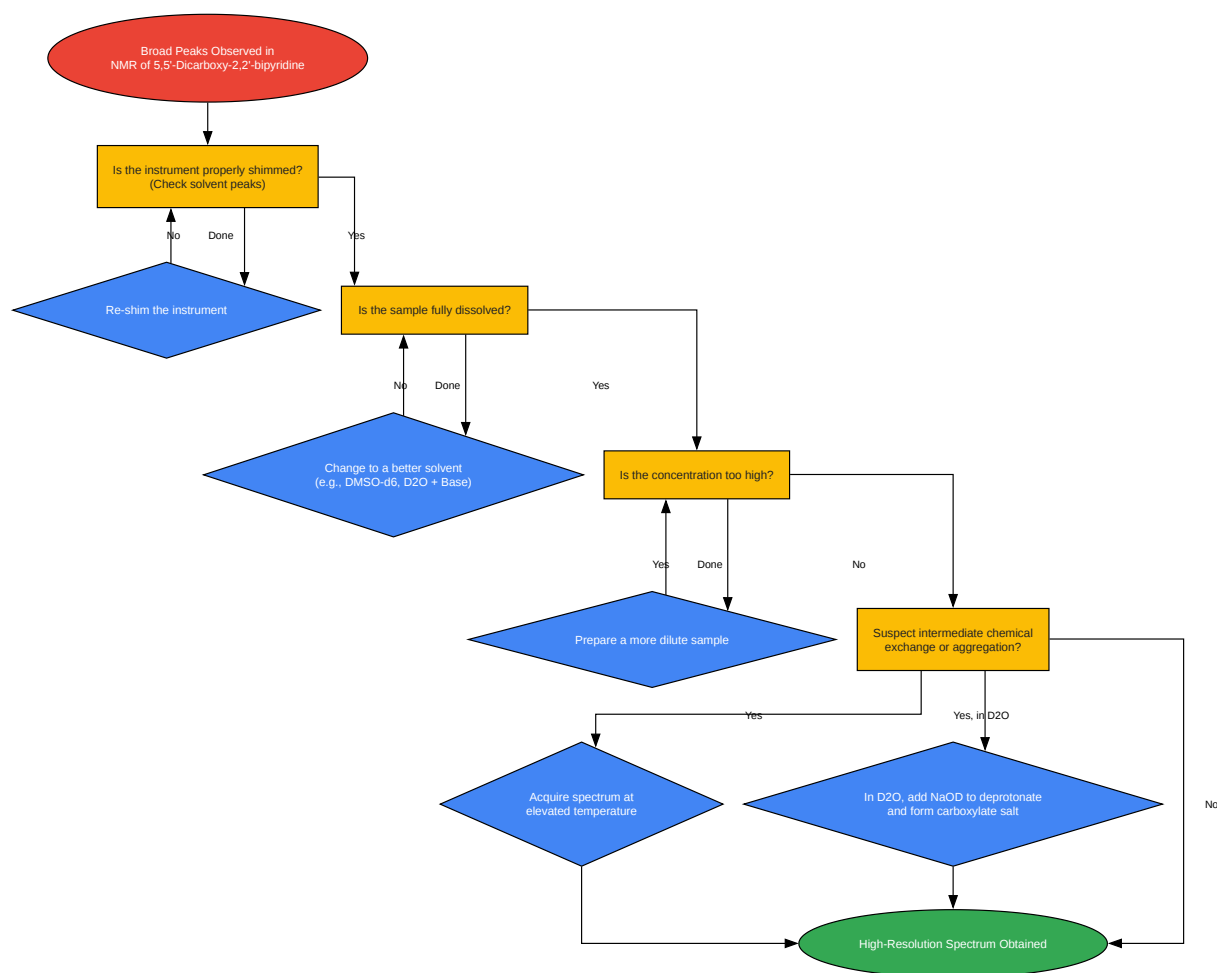 Broad Peaks Observed in
NMR of 5,5'-Dicarboxy-2,2'-bipyridine
Is the instrument properly shimmed?
(Check solvent peaks)
No
Done
Yes
Re-shim the instrument
Is the sample fully dissolved?
No
Done
Yes
Change to a better solvent
(e.g., DMSO-d6, D2O + Base)
Is the concentration too high?
Yes
Done
No
Prepare a more dilute sample
Suspect intermediate chemical
exchange or aggregation?
Yes
Yes, in D2O
Acquire spectrum at
elevated temperature
In D2O, add NaOD to deprotonate
and form carboxylate salt
No
High-Resolution Spectrum Obtained